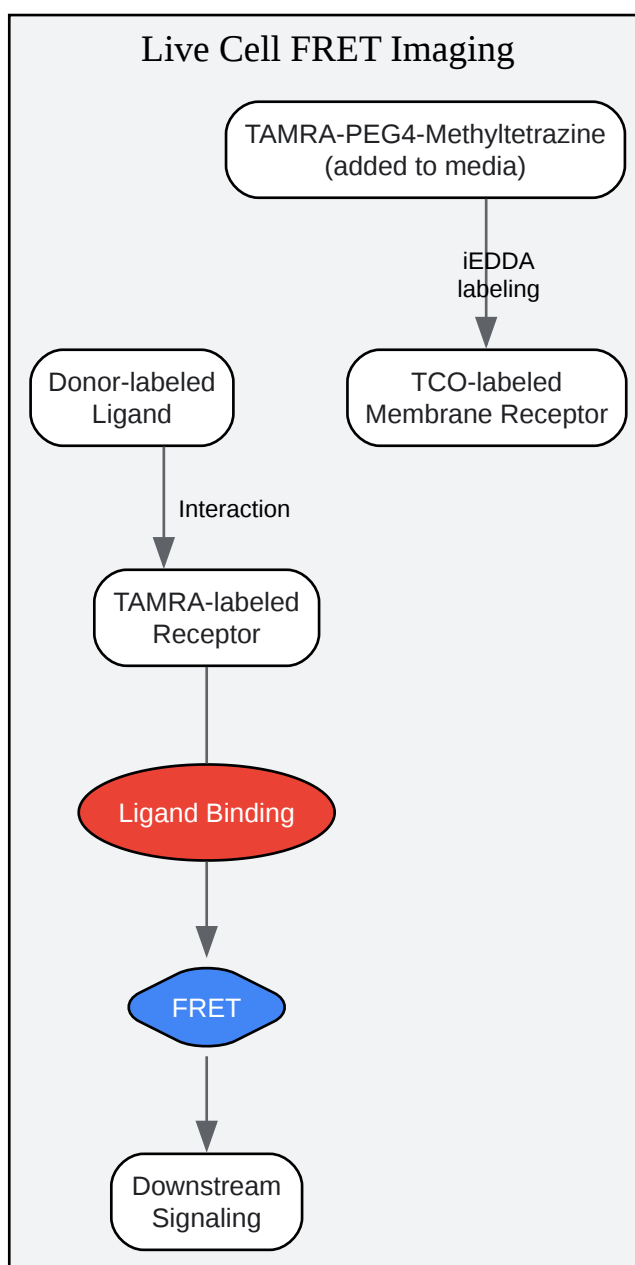 Live Cell FRET Imaging
TAMRA-PEG4-Methyltetrazine
(added to media)
iEDDA
labeling
Donor-labeled
Ligand
TCO-labeled
Membrane Receptor
Interaction
TAMRA-labeled
Receptor
Ligand Binding
FRET
Downstream
Signaling